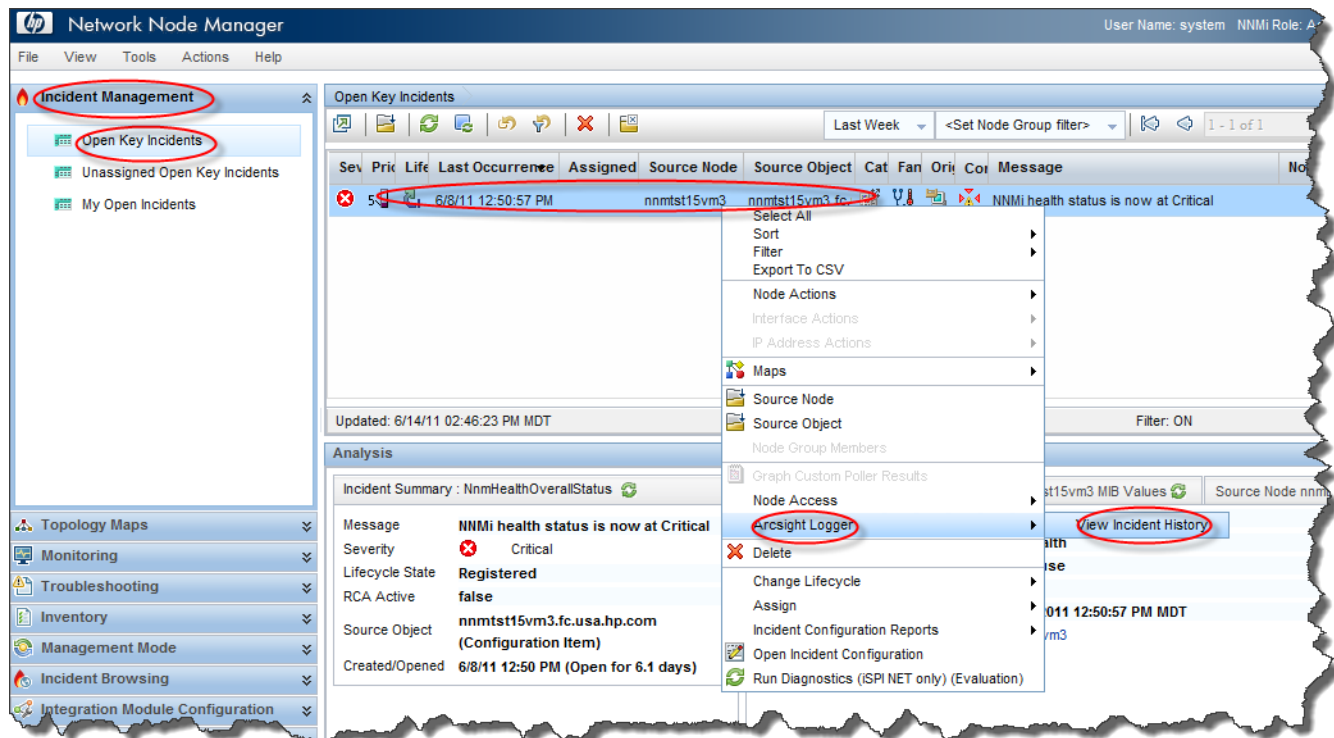 hp Network Node Manager
User Name: system NNMi Role: A
File View Tools Actions Help
Incident Management
Open Key Incidents
Unassigned Open Key Incidents
My Open Incidents
Topology Maps
Monitoring
Troubleshooting
Inventory
Management Mode
Incident Browsing
Integration Module Configuration
Open Key Incidents
Last Week <Set Node Group filter> 1 - 1 of 1
Sev Pric Life Last Occurrence Assigned Source Node Source Object Cat Fam Orig Cor Message No
5 6/8/11 12:50:57 PM nnmtst15vm3 nnmtst15vm3.fc. NNMi health status is now at Critical
Updated: 6/14/11 02:46:23 PM MDT
Filter: ON
Select All
Sort
Filter
Export To CSV
Node Actions
Interface Actions
IP Address Actions
Maps
Source Node
Source Object
Node Group Members
Graph Custom Poller Results
Node Access
Arcsight Logger
View Incident History
Delete
Change Lifecycle
Assign
Incident Configuration Reports
Open Incident Configuration
Run Diagnostics (iSPI NET only) (Evaluation)
Analysis
Incident Summary : NnmHealthOverallStatus
Message NNMi health status is now at Critical
Severity Critical
Lifecycle State Registered
RCA Active false
Source Object nnmtst15vm3.fc.usa.hp.com
(Configuration Item)
Created/Opened 6/8/11 12:50 PM (Open for 6.1 days)
st15vm3 MIB Values Source Node nnm
alth
use
011 12:50:57 PM MDT
vm3